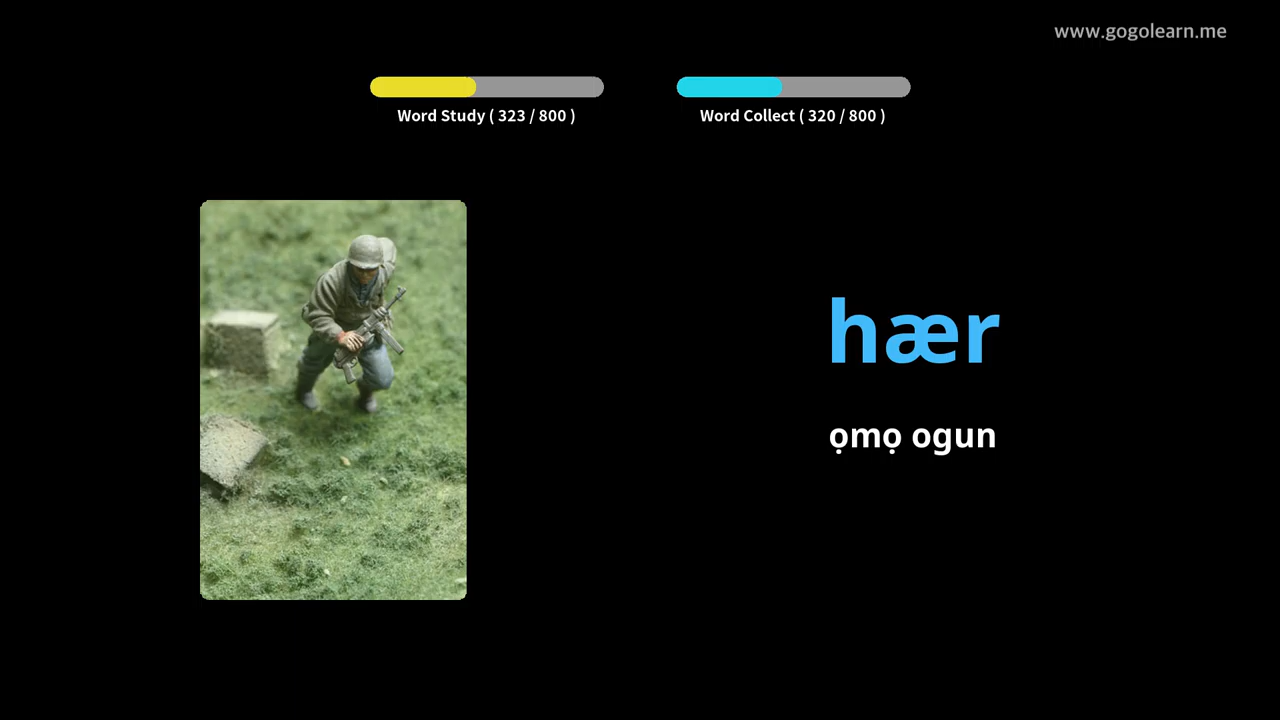 www.gogolearn.me
Word Study ( 323 / 800 )
Word Collect ( 320 / 800 )
hær
ọmọ ogun